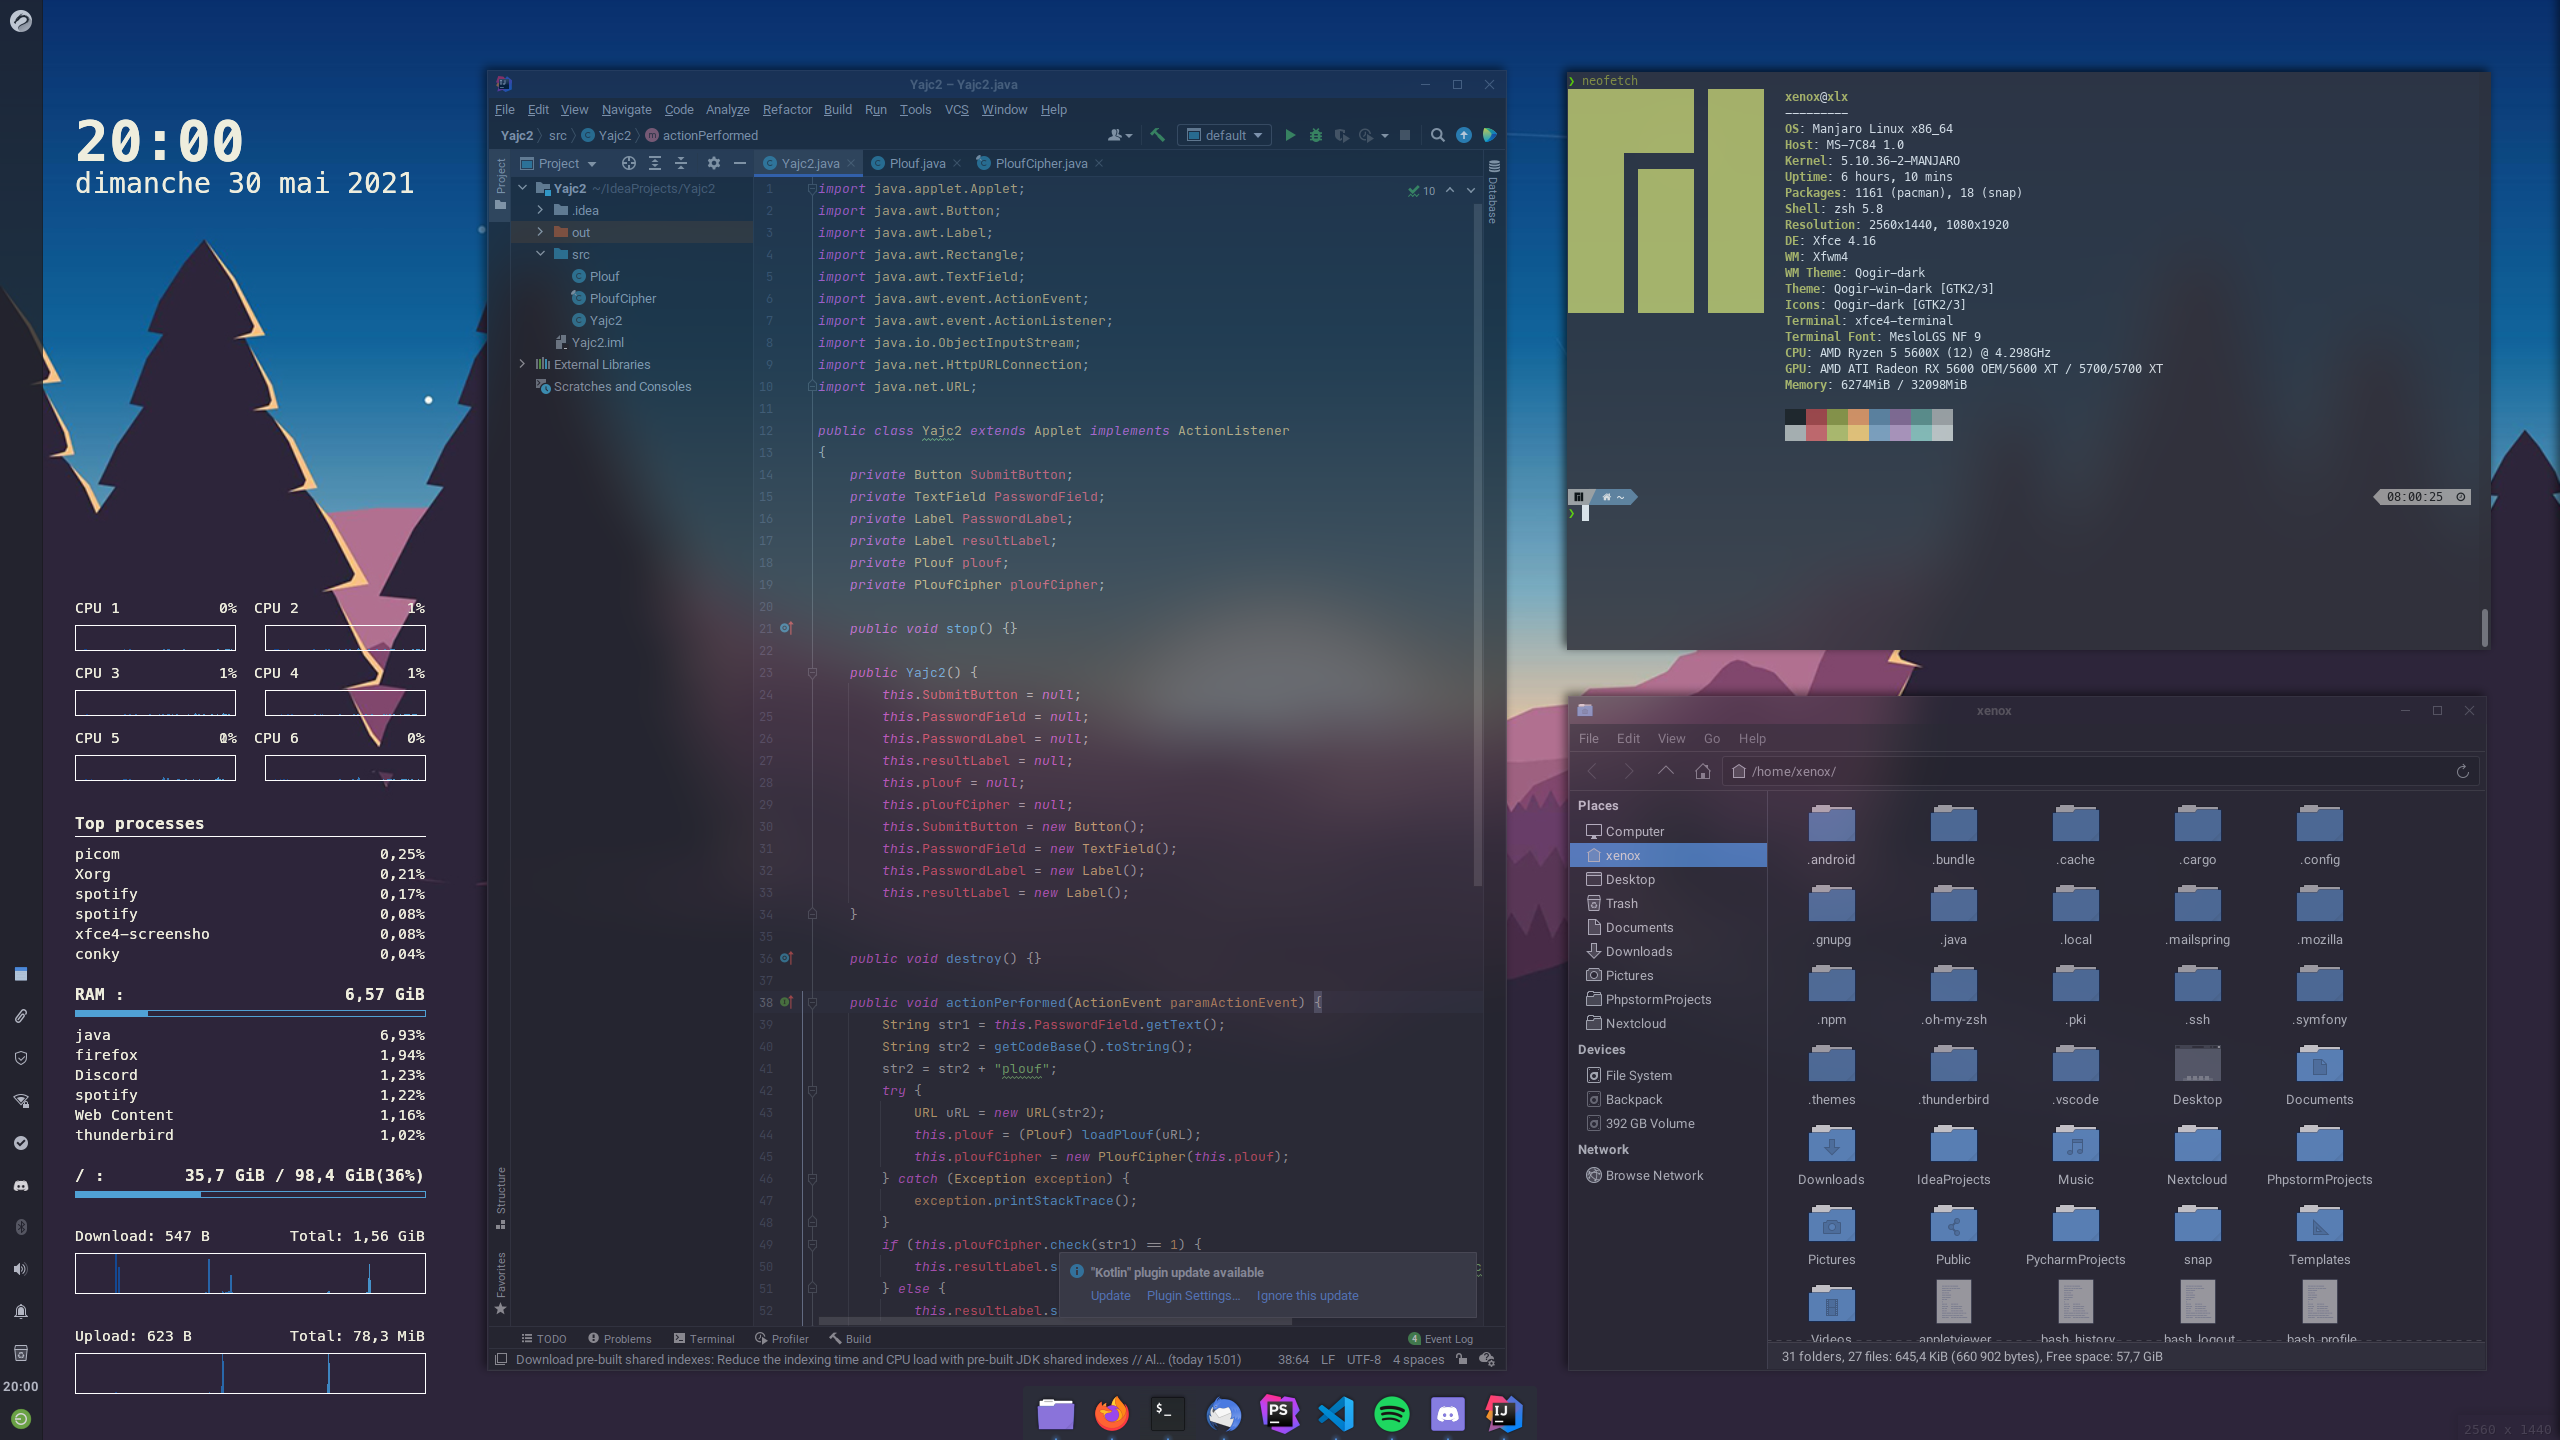 20:00
dimanche 30 mai 2021
CPU 1 0% CPU 2 1%
CPU 3 1% CPU 4 1%
CPU 5 CPU 6 0%
Top processes
picom 0,25%
Xorg 0,21%
spotify 0,17%
spotify 0,08%
xfce4-screensho 0,08%
conky 0,04%
RAM : 6,57 GiB
java 6,93%
firefox 1,94%
Discord 1,23%
spotify 1,22%
Web Content 1,16%
thunderbird 1,02%
/ : 35,7 GiB / 98,4 GiB(36%)
Download: 547 B Total: 1,56 GiB
Upload: 623 B Total: 78,3 MiB
20:00
Yajc2 – Yajc2.java
File Edit View Navigate Code Analyze Refactor Build Run Tools VCS Window Help
Yajc2 src Yajc2 actionPerformed
default
Project
Project
Yajc2.java Plouf.java PloufCipher.java
Database
Yajc2 ~/IdeaProjects/Yajc2
.idea
out
src
Plouf
PloufCipher
Yajc2
Yajc2.iml
External Libraries
Scratches and Consoles
10
1 import java.applet.Applet;
2 import java.awt.Button;
3 import java.awt.Label;
4 import java.awt.Rectangle;
5 import java.awt.TextField;
6 import java.awt.event.ActionEvent;
7 import java.awt.event.ActionListener;
8 import java.io.ObjectInputStream;
9 import java.net.HttpURLConnection;
10 import java.net.URL;
11
12 public class Yajc2 extends Applet implements ActionListener
13 {
14 private Button SubmitButton;
15 private TextField PasswordField;
16 private Label PasswordLabel;
17 private Label resultLabel;
18 private Plouf plouf;
19 private PloufCipher ploufCipher;
20
21 public void stop() {}
22
23 public Yajc2() {
24 this.SubmitButton = null;
25 this.PasswordField = null;
26 this.PasswordLabel = null;
27 this.resultLabel = null;
28 this.plouf = null;
29 this.ploufCipher = null;
30 this.SubmitButton = new Button();
31 this.PasswordField = new TextField();
32 this.PasswordLabel = new Label();
33 this.resultLabel = new Label();
34 }
35
36 public void destroy() {}
37
38 public void actionPerformed(ActionEvent paramActionEvent) {
39 String str1 = this.PasswordField.getText();
40 String str2 = getCodeBase().toString();
41 str2 = str2 + "plouf";
42 try {
43 URL uRL = new URL(str2);
44 this.plouf = (Plouf) loadPlouf(uRL);
45 this.ploufCipher = new PloufCipher(this.plouf);
46 } catch (Exception exception) {
47 exception.printStackTrace();
48 }
49 if (this.ploufCipher.check(str1) == 1) {
50 this.resultLabel.s
51 } else {
52 this.resultLabel.s
"Kotlin" plugin update available
Update Plugin Settings... Ignore this update
Structure
Favorites
TODO Problems Terminal Profiler Build 4 Event Log
Download pre-built shared indexes: Reduce the indexing time and CPU load with pre-built JDK shared indexes // Al... (today 15:01) 38:64 LF UTF-8 4 spaces
❯ neofetch
xenox@xlx
---------
OS: Manjaro Linux x86_64
Host: MS-7C84 1.0
Kernel: 5.10.36-2-MANJARO
Uptime: 6 hours, 10 mins
Packages: 1161 (pacman), 18 (snap)
Shell: zsh 5.8
Resolution: 2560x1440, 1080x1920
DE: Xfce 4.16
WM: Xfwm4
WM Theme: Qogir-dark
Theme: Qogir-win-dark [GTK2/3]
Icons: Qogir-dark [GTK2/3]
Terminal: xfce4-terminal
Terminal Font: MesloLGS NF 9
CPU: AMD Ryzen 5 5600X (12) @ 4.298GHz
GPU: AMD ATI Radeon RX 5600 OEM/5600 XT / 5700/5700 XT
Memory: 6274MiB / 32098MiB
~ 08:00:25
❯
xenox
File Edit View Go Help
/home/xenox/
Places
Computer
xenox
Desktop
Trash
Documents
Downloads
Pictures
PhpstormProjects
Nextcloud
Devices
File System
Backpack
392 GB Volume
Network
Browse Network
.android .bundle .cache .cargo .config
.gnupg .java .local .mailspring .mozilla
.npm .oh-my-zsh .pki .ssh .symfony
.themes .thunderbird .vscode Desktop Documents
Downloads IdeaProjects Music Nextcloud PhpstormProjects
Pictures Public PycharmProjects snap Templates
Videos .appletviewer .bash_history .bash_logout .bash_profile
31 folders, 27 files: 645,4 KiB (660 902 bytes), Free space: 57,7 GiB
$_ PS IJ
2560 x 1440